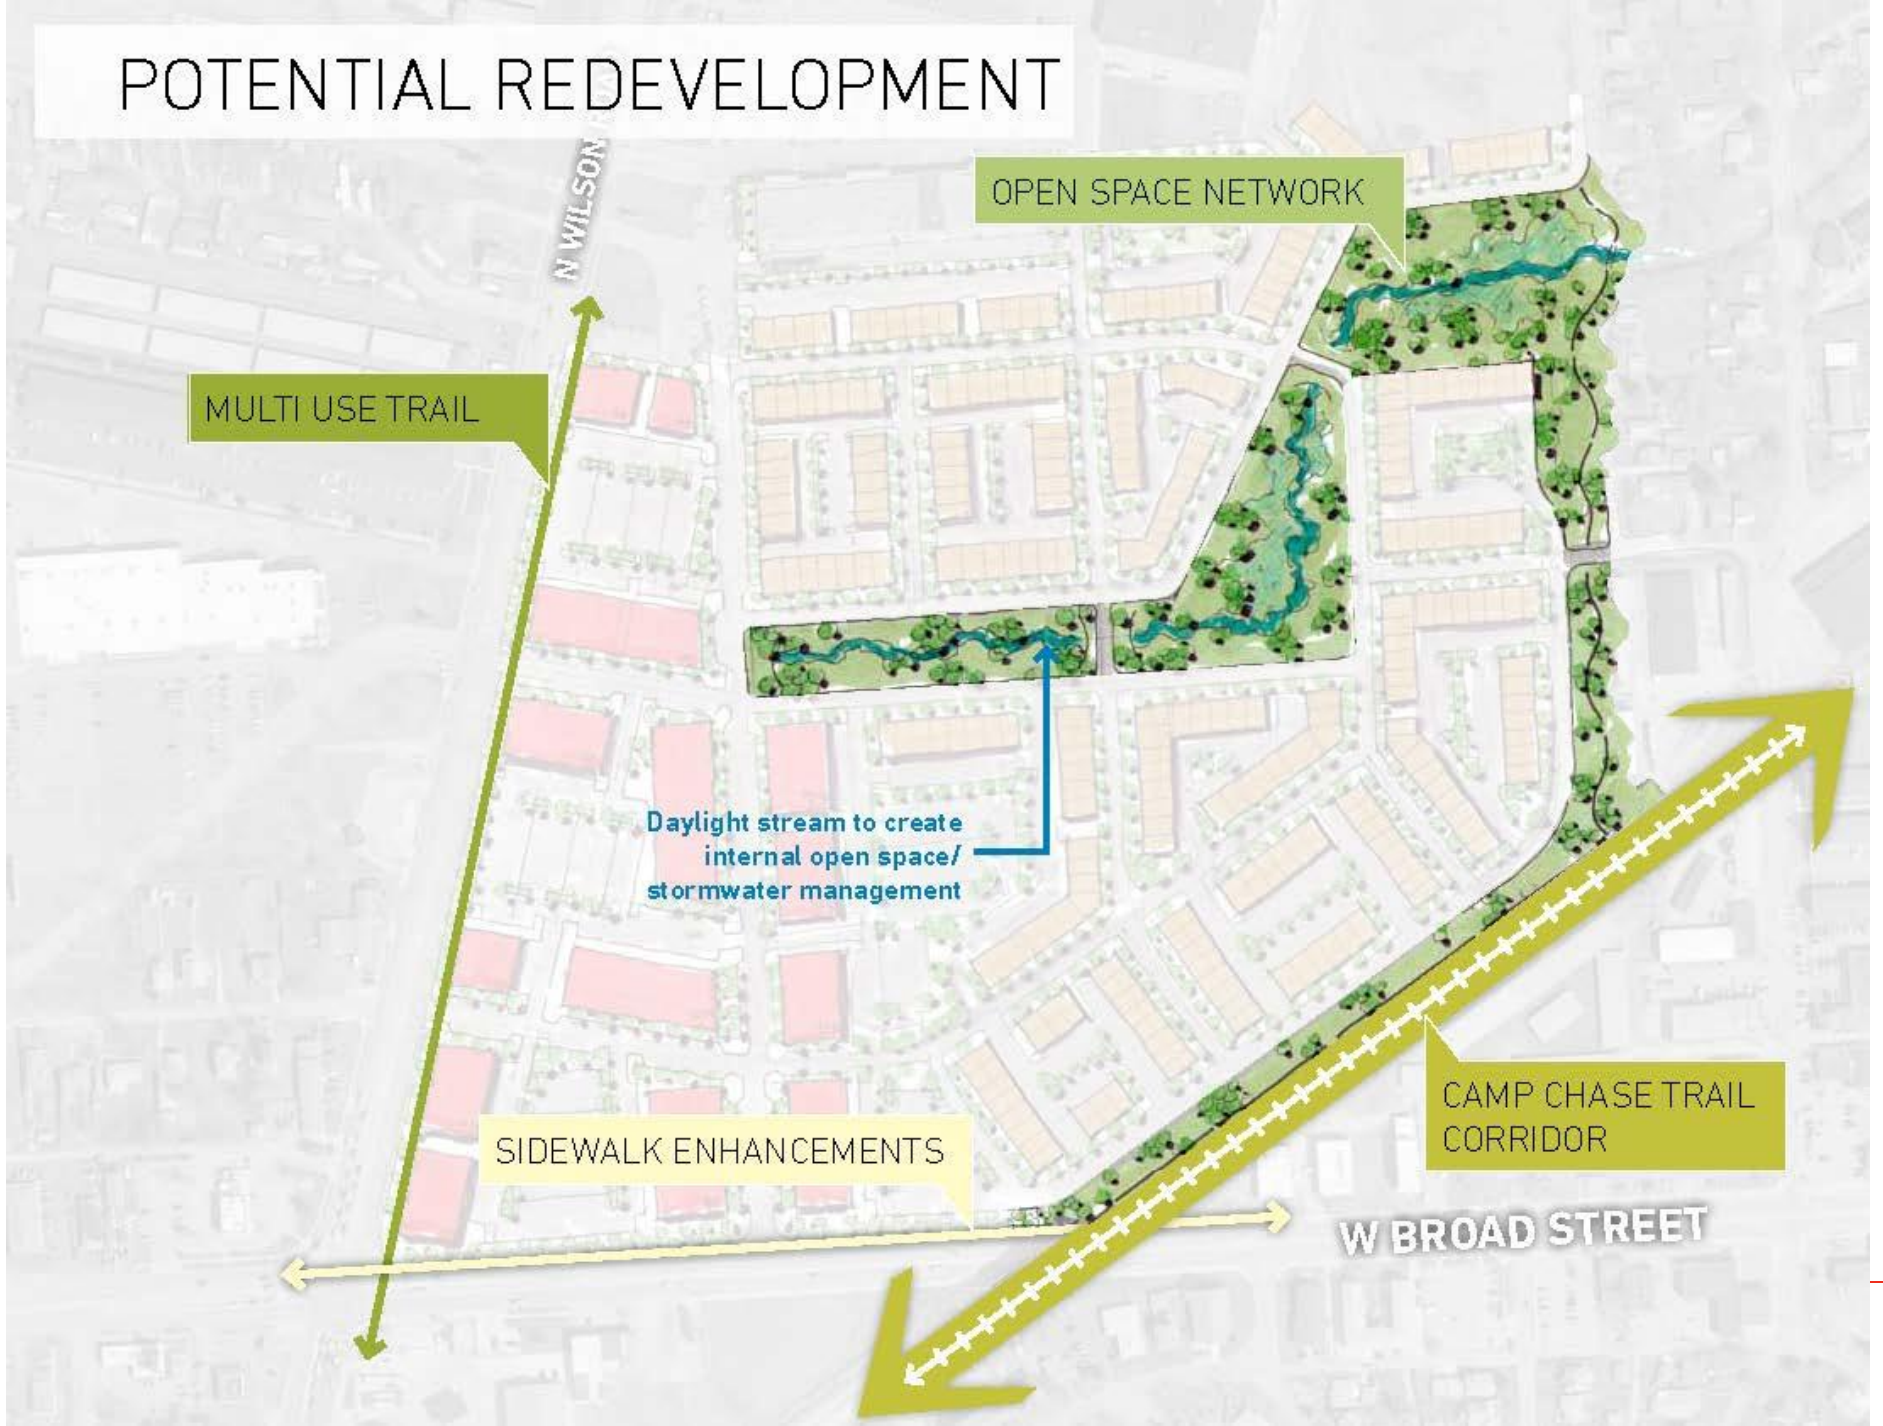 POTENTIAL REDEVELOPMENT
N WILSON
OPEN SPACE NETWORK
MULTI USE TRAIL
Daylight stream to create
internal open space/
stormwater management
CAMP CHASE TRAIL
CORRIDOR
SIDEWALK ENHANCEMENTS
W BROAD STREET